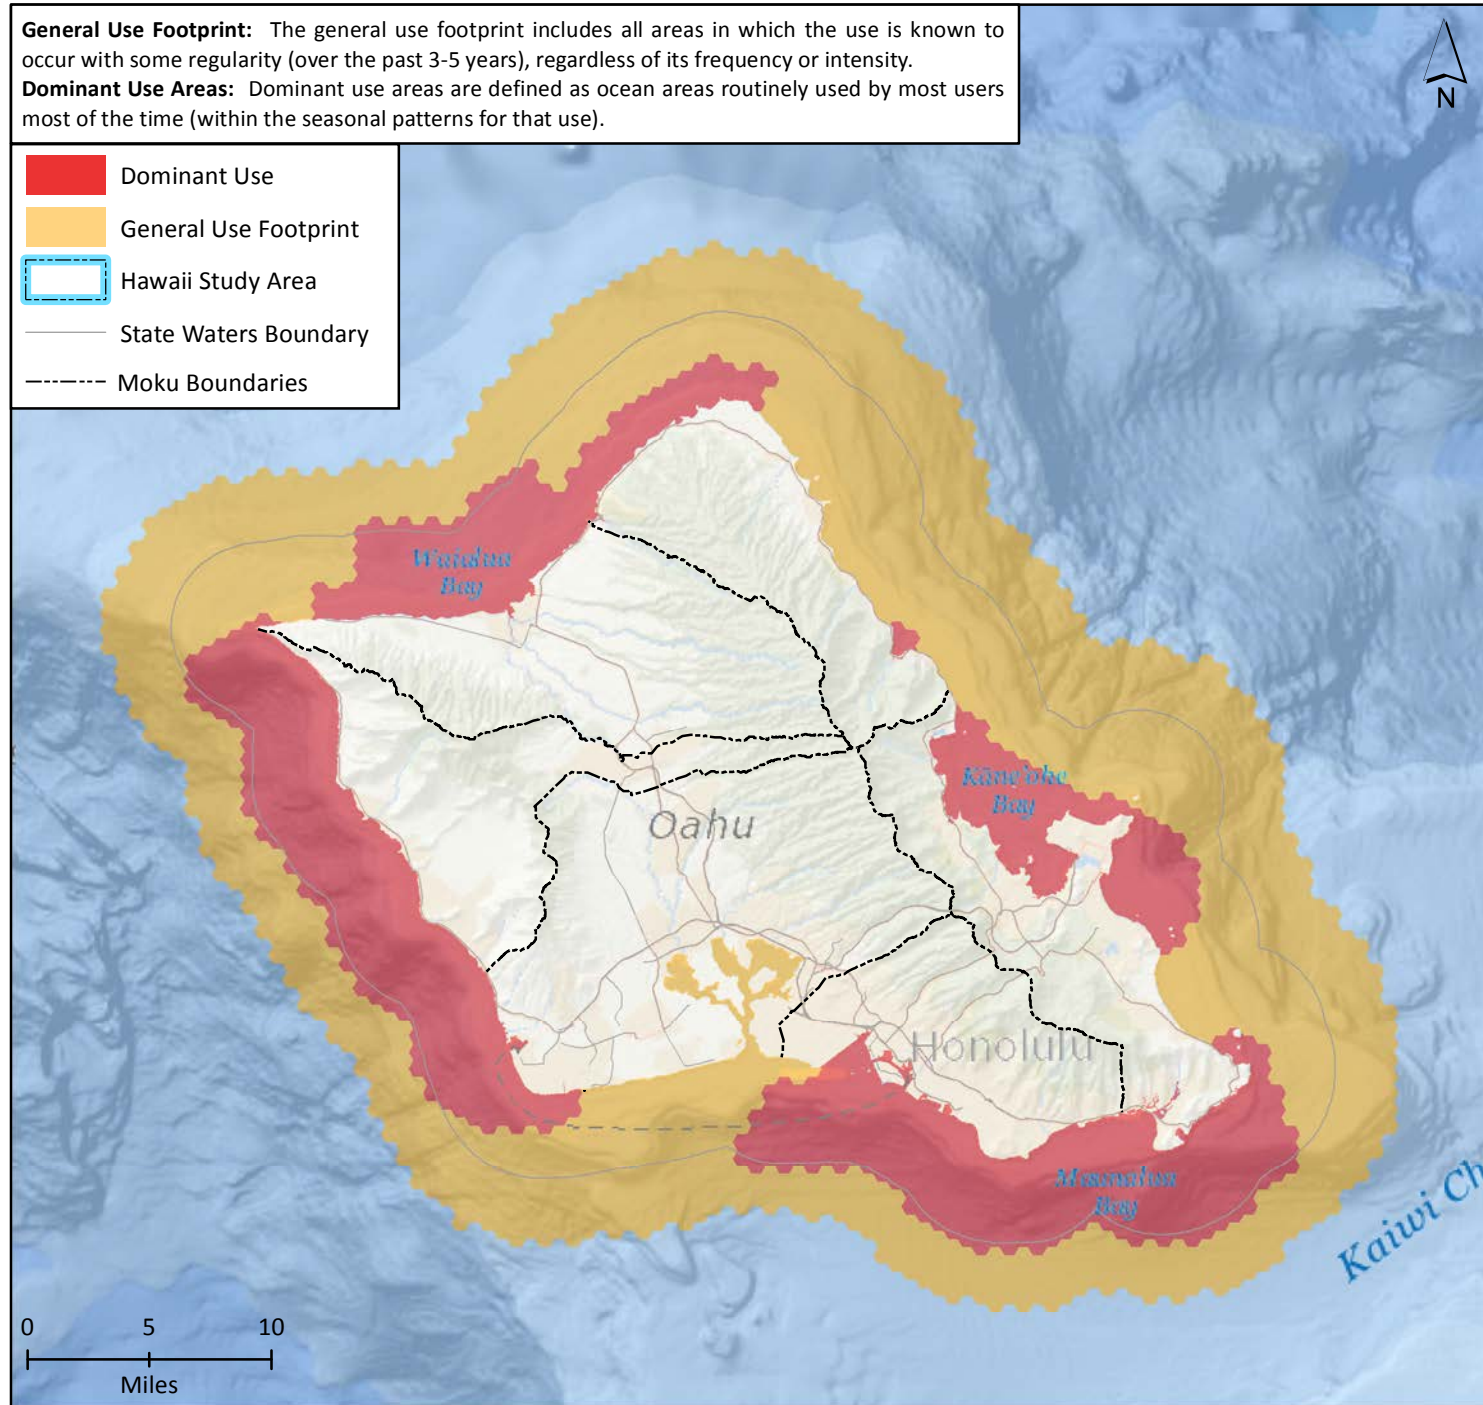 General Use Footprint: The general use footprint includes all areas in which the use is known to
occur with some regularity (over the past 3-5 years), regardless of its frequency or intensity.
Dominant Use Areas: Dominant use areas are defined as ocean areas routinely used by most users
most of the time (within the seasonal patterns for that use).
N
Dominant Use
General Use Footprint
Hawaii Study Area
State Waters Boundary
Moku Boundaries
Waialua
Bay
Kāne'ohe
Bay
Oahu
Honolulu
Maunalua
Bay
Kaiwi Ch
0 5 10
Miles